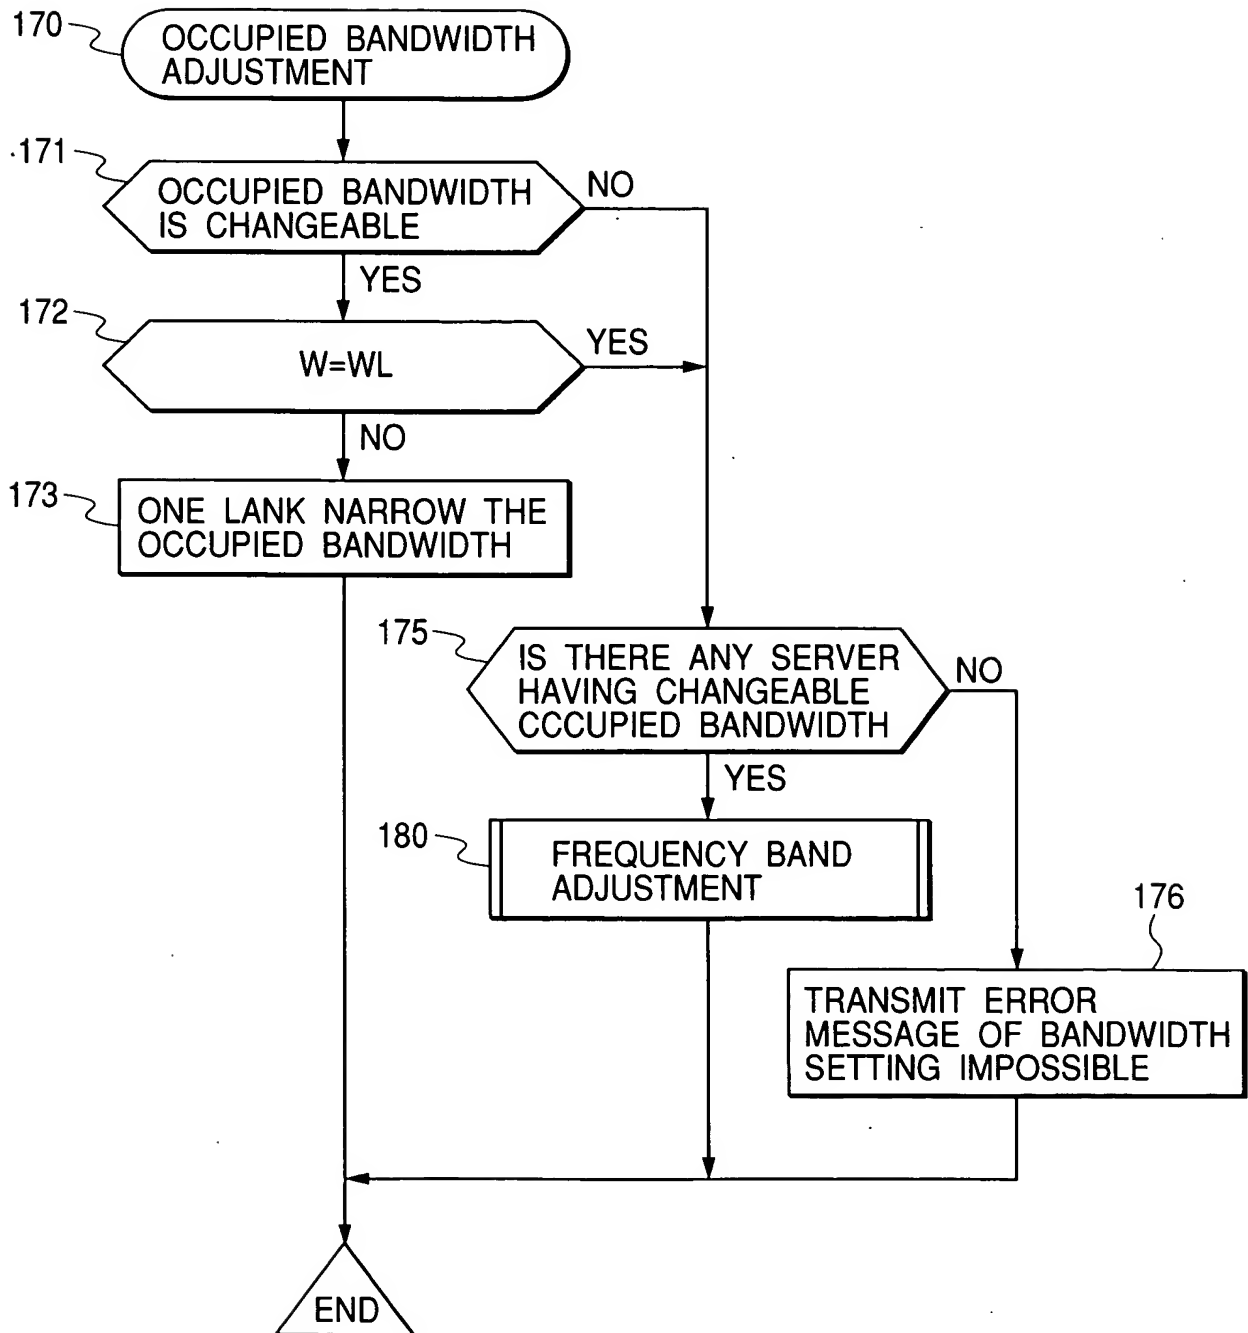 170
OCCUPIED BANDWIDTH
ADJUSTMENT
171
OCCUPIED BANDWIDTH
IS CHANGEABLE
NO
YES
172
W=WL
YES
NO
173
ONE LANK NARROW THE
OCCUPIED BANDWIDTH
175
IS THERE ANY SERVER
HAVING CHANGEABLE
CCCUPIED BANDWIDTH
NO
YES
180
FREQUENCY BAND
ADJUSTMENT
176
TRANSMIT ERROR
MESSAGE OF BANDWIDTH
SETTING IMPOSSIBLE
END